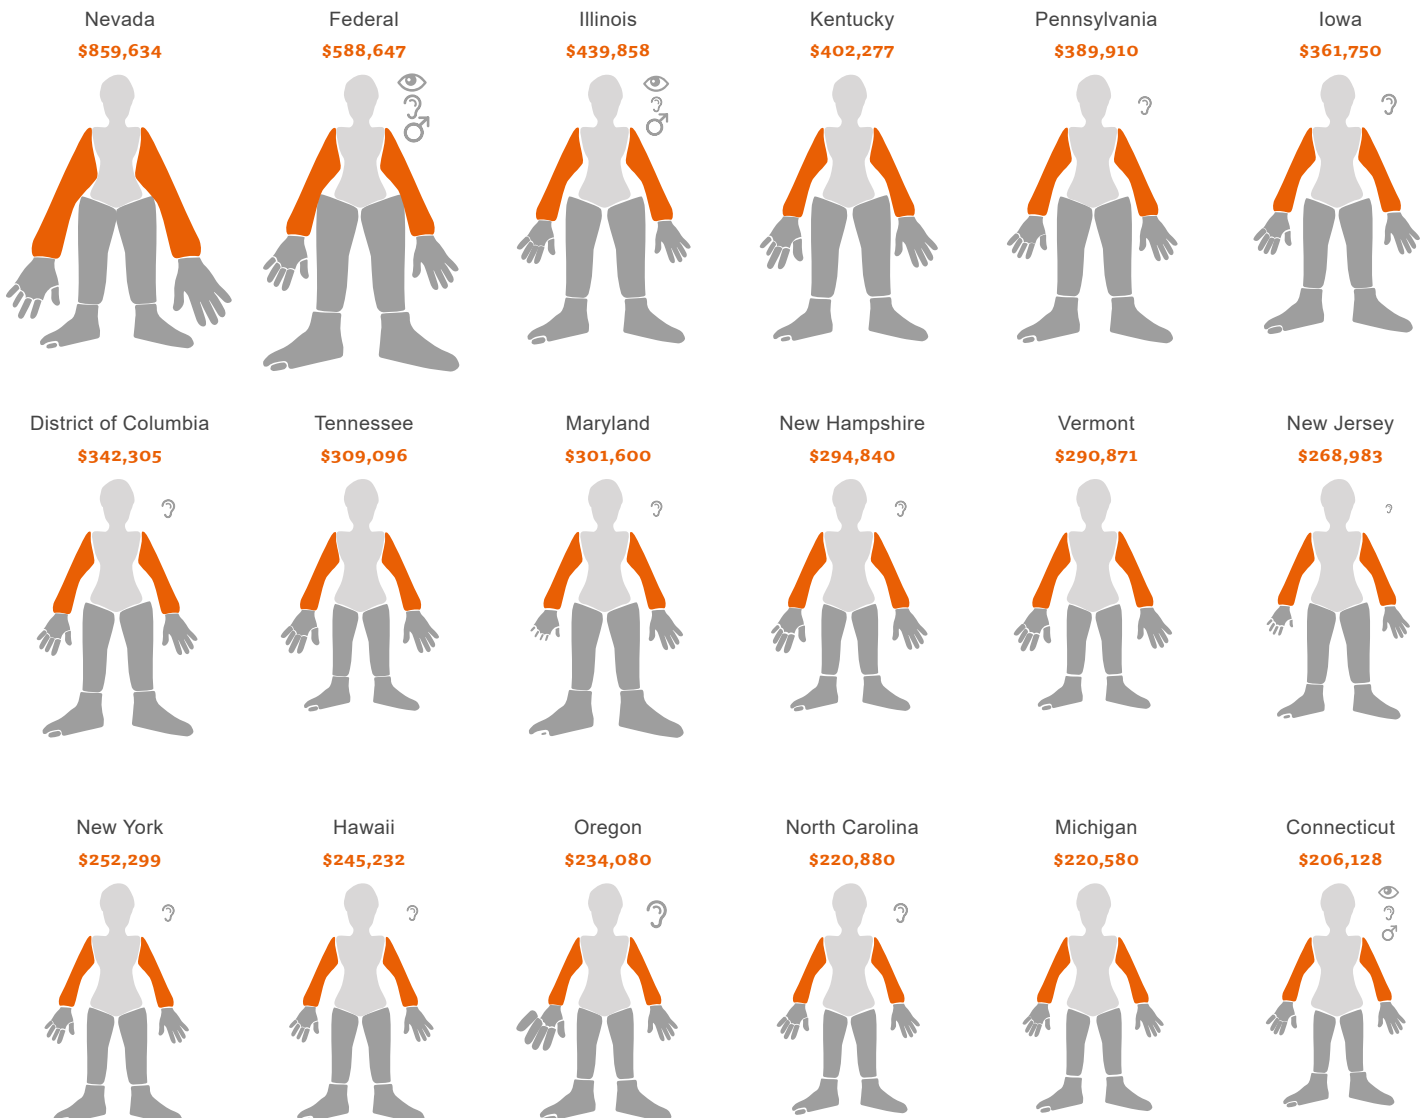 Nevada Federal Illinois Kentucky Pennsylvania Iowa
$859,634 $588,647 $439,858 $402,277 $389,910 $361,750
District of Columbia Tennessee Maryland New Hampshire Vermont New Jersey
$342,305 $309,096 $301,600 $294,840 $290,871 $268,983
New York Hawaii Oregon North Carolina Michigan Connecticut
$252,299 $245,232 $234,080 $220,880 $220,580 $206,128